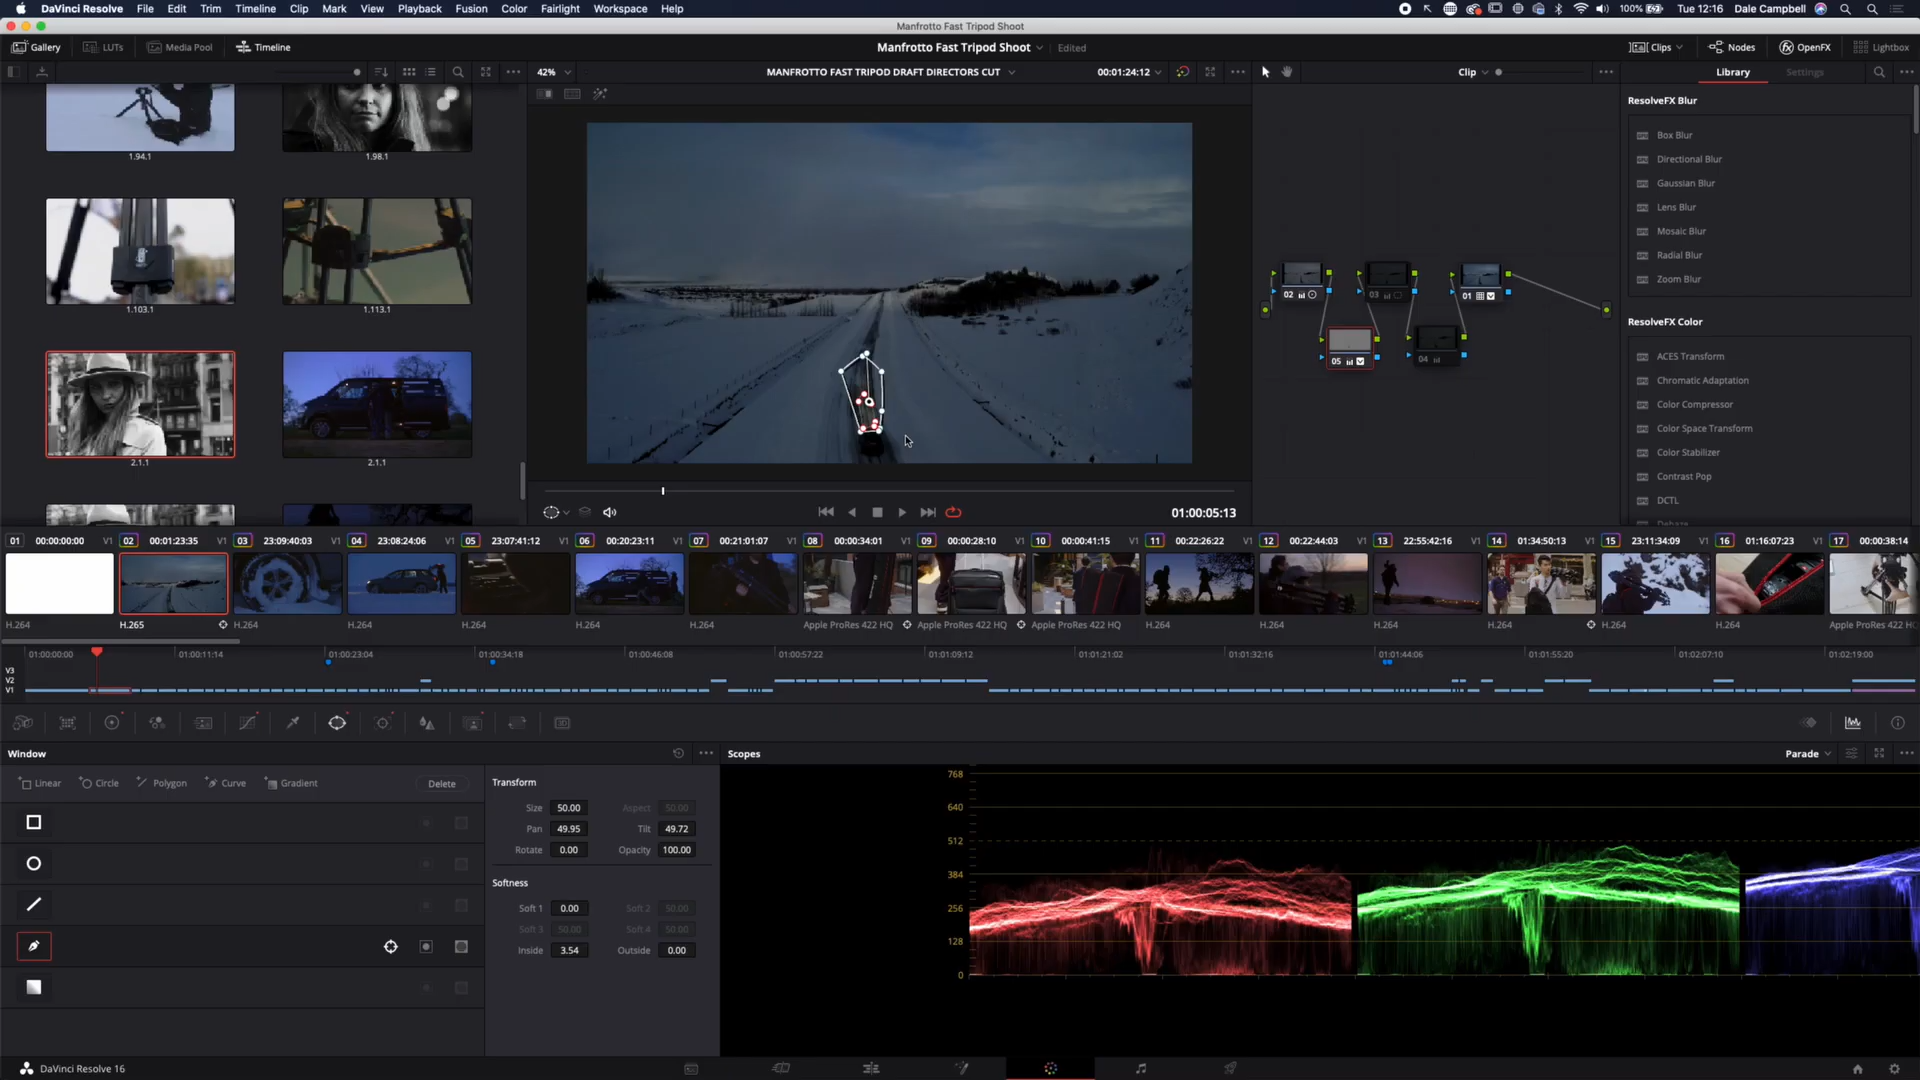 DaVinci Resolve File Edit Trim Timeline Clip Mark View Playback Fusion Color Fairlight Workspace Help 100% Tue 12:16 Dale Campbell
Manfrotto Fast Tripod Shoot
Gallery LUTs Media Pool Timeline Manfrotto Fast Tripod Shoot Edited Clips Nodes OpenFX Lightbox
42% MANFROTTO FAST TRIPOD DRAFT DIRECTORS CUT 00:01:24:12 Clip Library Settings
ResolveFX Blur
Box Blur
Directional Blur
Gaussian Blur
Lens Blur
Mosaic Blur
Radial Blur
Zoom Blur
ResolveFX Color
ACES Transform
Chromatic Adaptation
Color Compressor
Color Space Transform
Color Stabilizer
Contrast Pop
DCTL
1.94.1 1.98.1
1.103.1 1.113.1
2.1.1 2.1.1
02 03 01
05 04
01:00:05:13
01 00:00:00:00 V1 02 00:01:23:35 V1 03 23:09:40:03 V1 04 23:08:24:06 V1 05 23:07:41:12 V1 06 00:20:23:11 V1 07 00:21:01:07 V1 08 00:00:34:01 V1 09 00:00:28:10 V1 10 00:00:41:15 V1 11 00:22:26:22 V1 12 00:22:44:03 V1 13 22:55:42:16 V1 14 01:34:50:13 V1 15 23:11:34:09 V1 16 01:16:07:23 V1 17 00:00:38:14
H.264 H.265 H.264 H.264 H.264 H.264 H.264 Apple ProRes 422 HQ Apple ProRes 422 HQ Apple ProRes 422 HQ H.264 H.264 H.264 H.264 H.264 H.264 Apple ProRes 422 HQ
01:00:00:00 01:00:11:14 01:00:23:04 01:00:34:18 01:00:46:08 01:00:57:22 01:01:09:12 01:01:21:02 01:01:32:16 01:01:44:06 01:01:55:20 01:02:07:10 01:02:19:00
V3
V2
V1
Window Scopes Parade
Linear Circle Polygon Curve Gradient Delete
Transform
Size 50.00 Aspect 50.00
Pan 49.95 Tilt 49.72
Rotate 0.00 Opacity 100.00
Softness
Soft 1 0.00 Soft 2 50.00
Soft 3 50.00 Soft 4 50.00
Inside 3.54 Outside 0.00
768
640
512
384
256
128
0
DaVinci Resolve 16